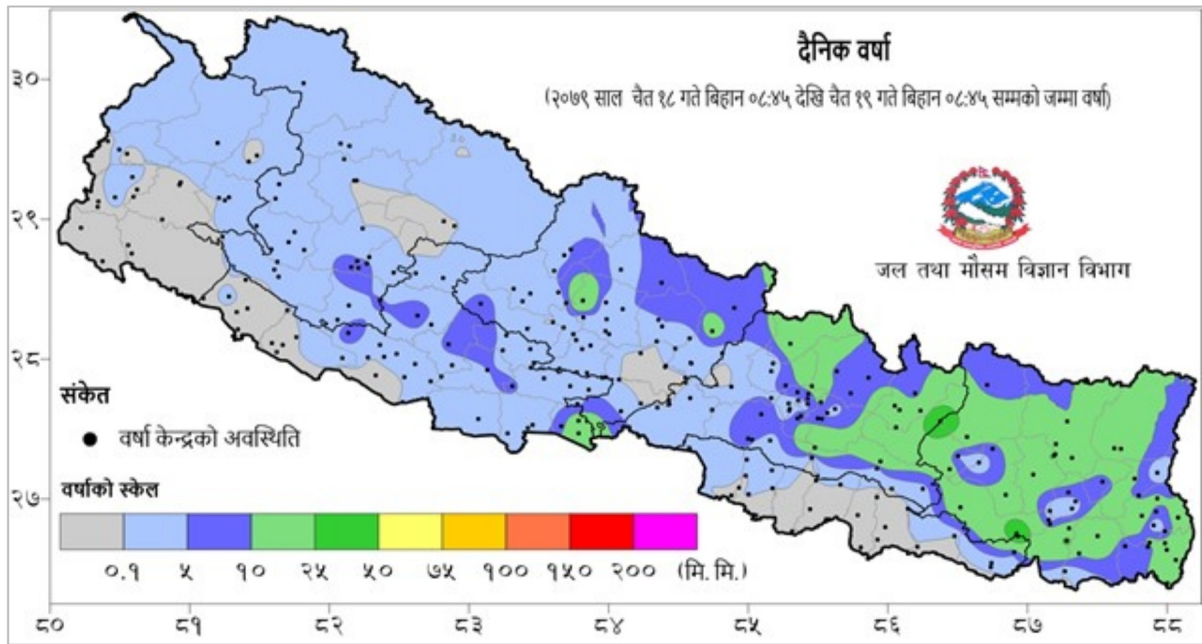 दैनिक वर्षा
(२०७९ साल चैत १८ गते बिहान ०८:४५ देखि चैत १९ गते बिहान ०८:४५ सम्मको जम्मा वर्षा)
जल तथा मौसम विज्ञान विभाग
३०
२९
२८
२७
संकेत
वर्षा केन्द्रको अवस्थिति
वर्षाको स्केल
०.१ ५ १० २५ ५० ७५ १०० १५० २०० (मि.मि.)
८० ८१ ८२ ८३ ८४ ८५ ८६ ८७ ८८